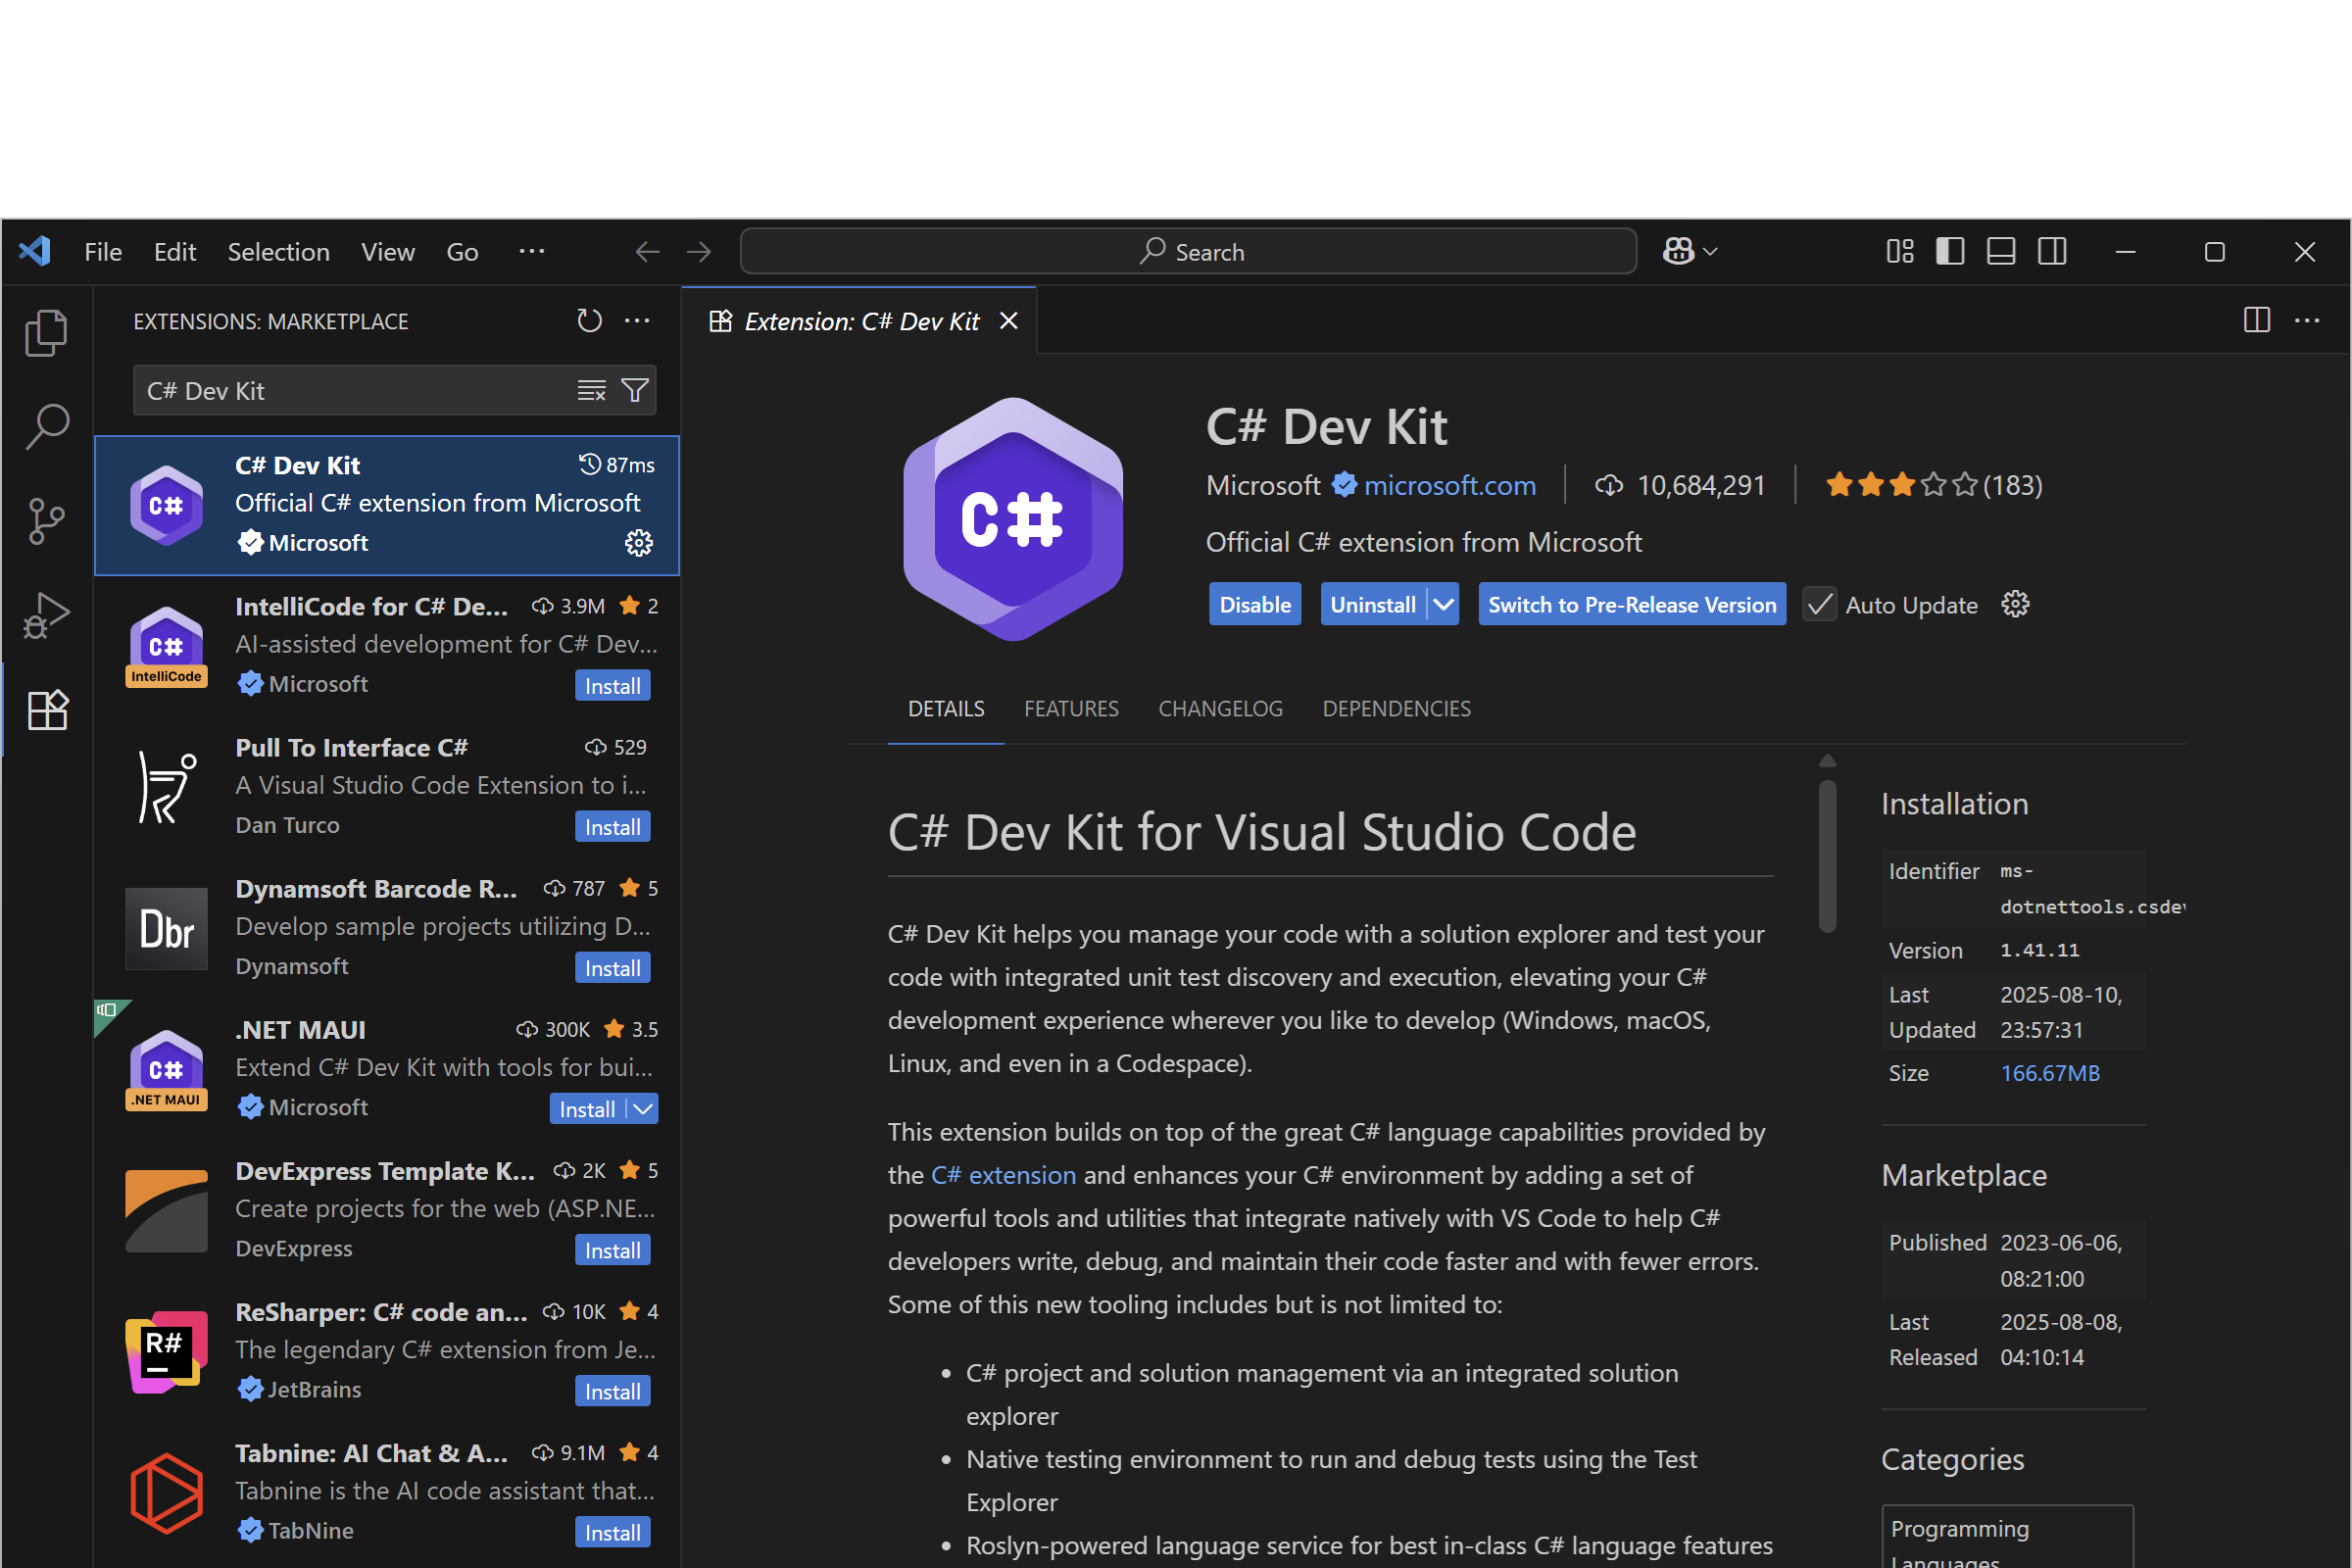 File Edit Selection View Go ···
Search
EXTENSIONS: MARKETPLACE
C# Dev Kit
C# Dev Kit 87ms
Official C# extension from Microsoft
Microsoft
C#
IntelliCode for C# De... 3.9M 2
AI-assisted development for C# Dev...
Microsoft Install
C#
IntelliCode
Pull To Interface C# 529
A Visual Studio Code Extension to i...
Dan Turco Install
Dynamsoft Barcode R... 787 5
Develop sample projects utilizing D...
Dynamsoft Install
Dbr
.NET MAUI 300K 3.5
Extend C# Dev Kit with tools for bui...
Microsoft Install
C#
.NET MAUI
DevExpress Template K... 2K 5
Create projects for the web (ASP.NE...
DevExpress Install
ReSharper: C# code an... 10K 4
The legendary C# extension from Je...
JetBrains Install
R#
Tabnine: AI Chat & A... 9.1M 4
Tabnine is the AI code assistant that...
TabNine Install
Extension: C# Dev Kit
C#
C# Dev Kit
Microsoft microsoft.com 10,684,291 (183)
Official C# extension from Microsoft
Disable Uninstall Switch to Pre-Release Version Auto Update
DETAILS FEATURES CHANGELOG DEPENDENCIES
C# Dev Kit for Visual Studio Code
C# Dev Kit helps you manage your code with a solution explorer and test your
code with integrated unit test discovery and execution, elevating your C#
development experience wherever you like to develop (Windows, macOS,
Linux, and even in a Codespace).
This extension builds on top of the great C# language capabilities provided by
the C# extension and enhances your C# environment by adding a set of
powerful tools and utilities that integrate natively with VS Code to help C#
developers write, debug, and maintain their code faster and with fewer errors.
Some of this new tooling includes but is not limited to:
• C# project and solution management via an integrated solution
explorer
• Native testing environment to run and debug tests using the Test
Explorer
• Roslyn-powered language service for best in-class C# language features
Installation
Identifier ms-
dotnettools.csdev
Version 1.41.11
Last 2025-08-10,
Updated 23:57:31
Size 166.67MB
Marketplace
Published 2023-06-06,
08:21:00
Last 2025-08-08,
Released 04:10:14
Categories
Programming
Languages